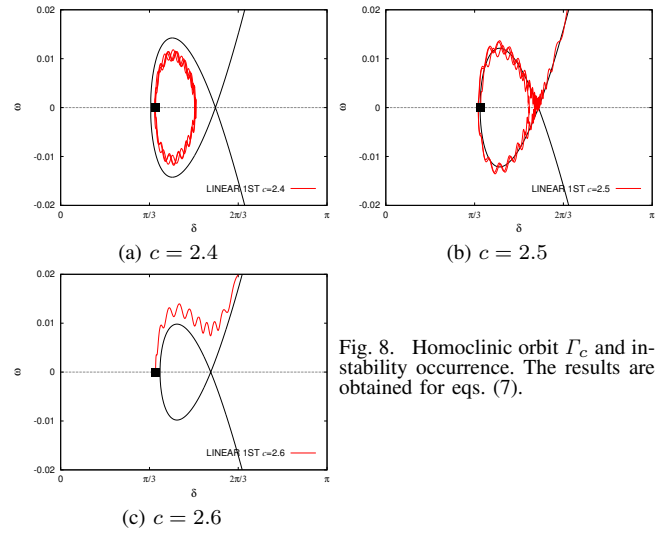 0.02
0.01
0
-0.01
-0.02
ω
0
π/3
2π/3
π
δ
LINEAR 1ST c=2.4
(a) c = 2.4
0.02
0.01
0
-0.01
-0.02
ω
0
π/3
2π/3
π
δ
LINEAR 1ST c=2.5
(b) c = 2.5
0.02
0.01
0
-0.01
-0.02
ω
0
π/3
2π/3
π
δ
LINEAR 1ST c=2.6
(c) c = 2.6
Fig. 8. Homoclinic orbit Γc and in-
stability occurrence. The results are
obtained for eqs. (7).